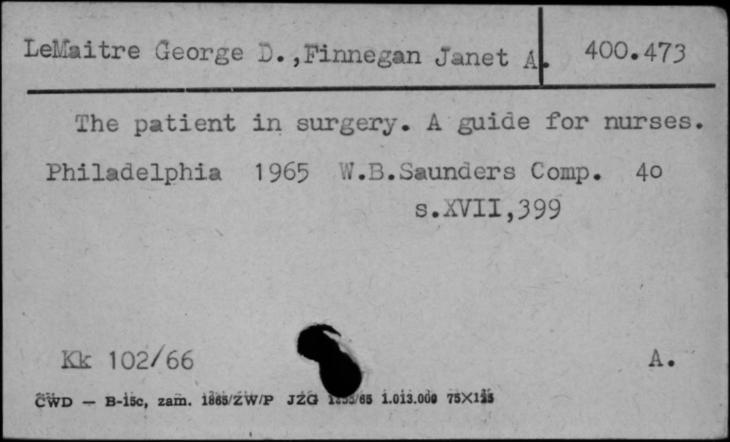 LeMaitre George D.,Finnegan Janet A. 400.473
The patient in surgery. A guide for nurses.
Philadelphia 1965 W.B.Saunders Comp. 4o
s.XVII,399
Kk 102/66 A.
CWD — B-15c, zam. 1865/ZW/P JZG /65 1.013.000 75X125